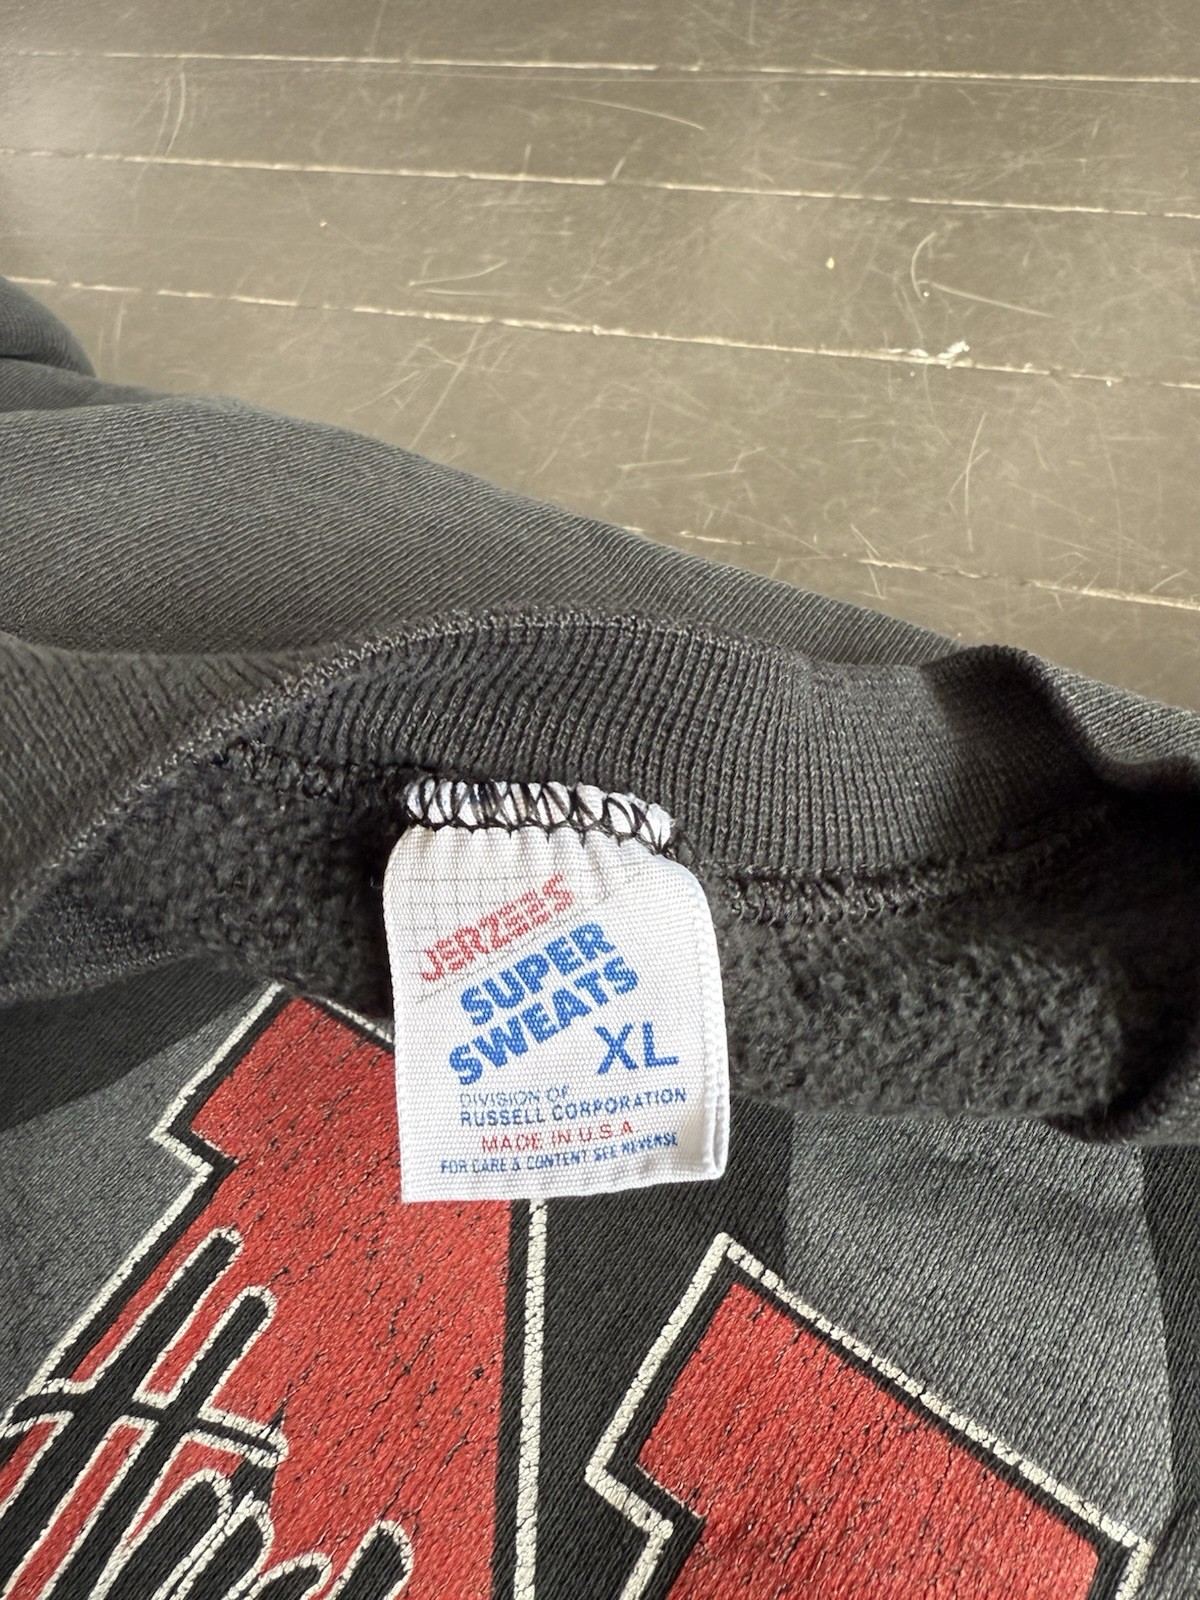 JERZEES
SUPER
SWEATS
XL
DIVISION OF
RUSSELL CORPORATION
MADE IN U.S.A
FOR CARE & CONTENT SEE REVERSE